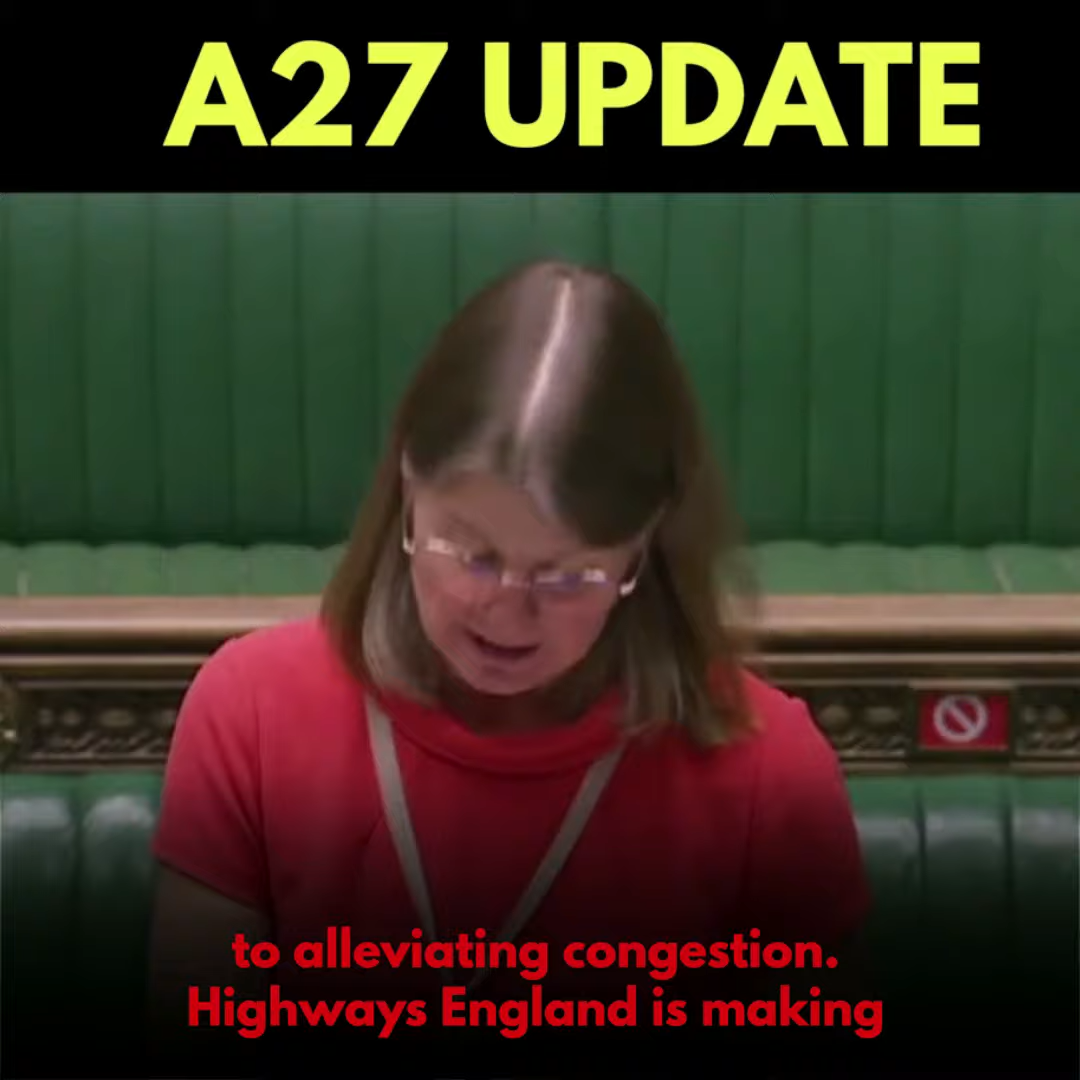 A27 UPDATE
to alleviating congestion.
Highways England is making